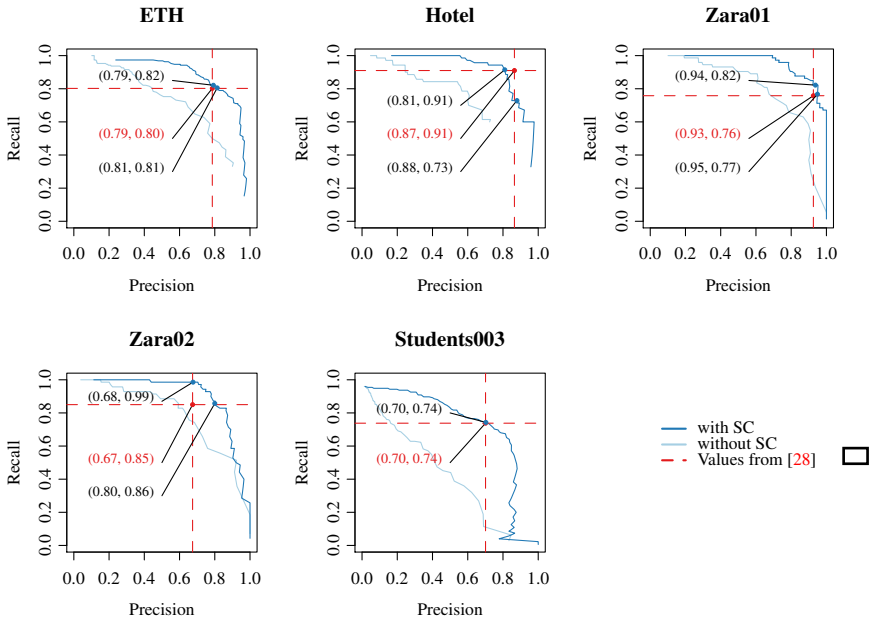 ETH
Recall
0.0 0.2 0.4 0.6 0.8 1.0
(0.79, 0.82)
(0.79, 0.80)
(0.81, 0.81)
0.0 0.2 0.4 0.6 0.8 1.0
Precision
Hotel
Recall
0.0 0.2 0.4 0.6 0.8 1.0
(0.81, 0.91)
(0.87, 0.91)
(0.88, 0.73)
0.0 0.2 0.4 0.6 0.8 1.0
Precision
Zara01
Recall
0.0 0.2 0.4 0.6 0.8 1.0
(0.94, 0.82)
(0.93, 0.76)
(0.95, 0.77)
0.0 0.2 0.4 0.6 0.8 1.0
Precision
Zara02
Recall
0.0 0.2 0.4 0.6 0.8 1.0
(0.68, 0.99)
(0.67, 0.85)
(0.80, 0.86)
0.0 0.2 0.4 0.6 0.8 1.0
Precision
Students003
Recall
0.0 0.2 0.4 0.6 0.8 1.0
(0.70, 0.74)
(0.70, 0.74)
0.0 0.2 0.4 0.6 0.8 1.0
Precision
with SC
without SC
Values from [28]